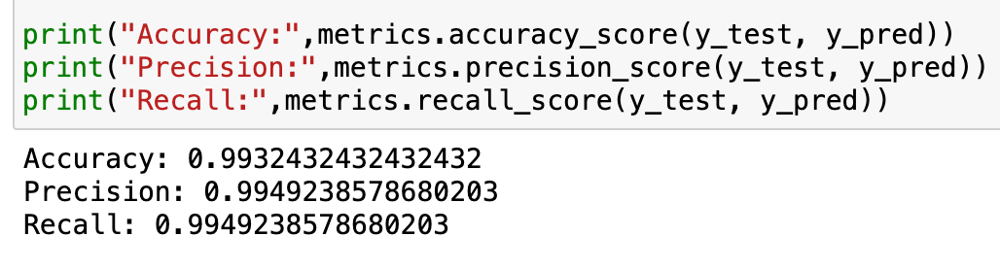 print("Accuracy:",metrics.accuracy_score(y_test, y_pred))
print("Precision:",metrics.precision_score(y_test, y_pred))
print("Recall:",metrics.recall_score(y_test, y_pred))
Accuracy: 0.9932432432432432
Precision: 0.9949238578680203
Recall: 0.9949238578680203